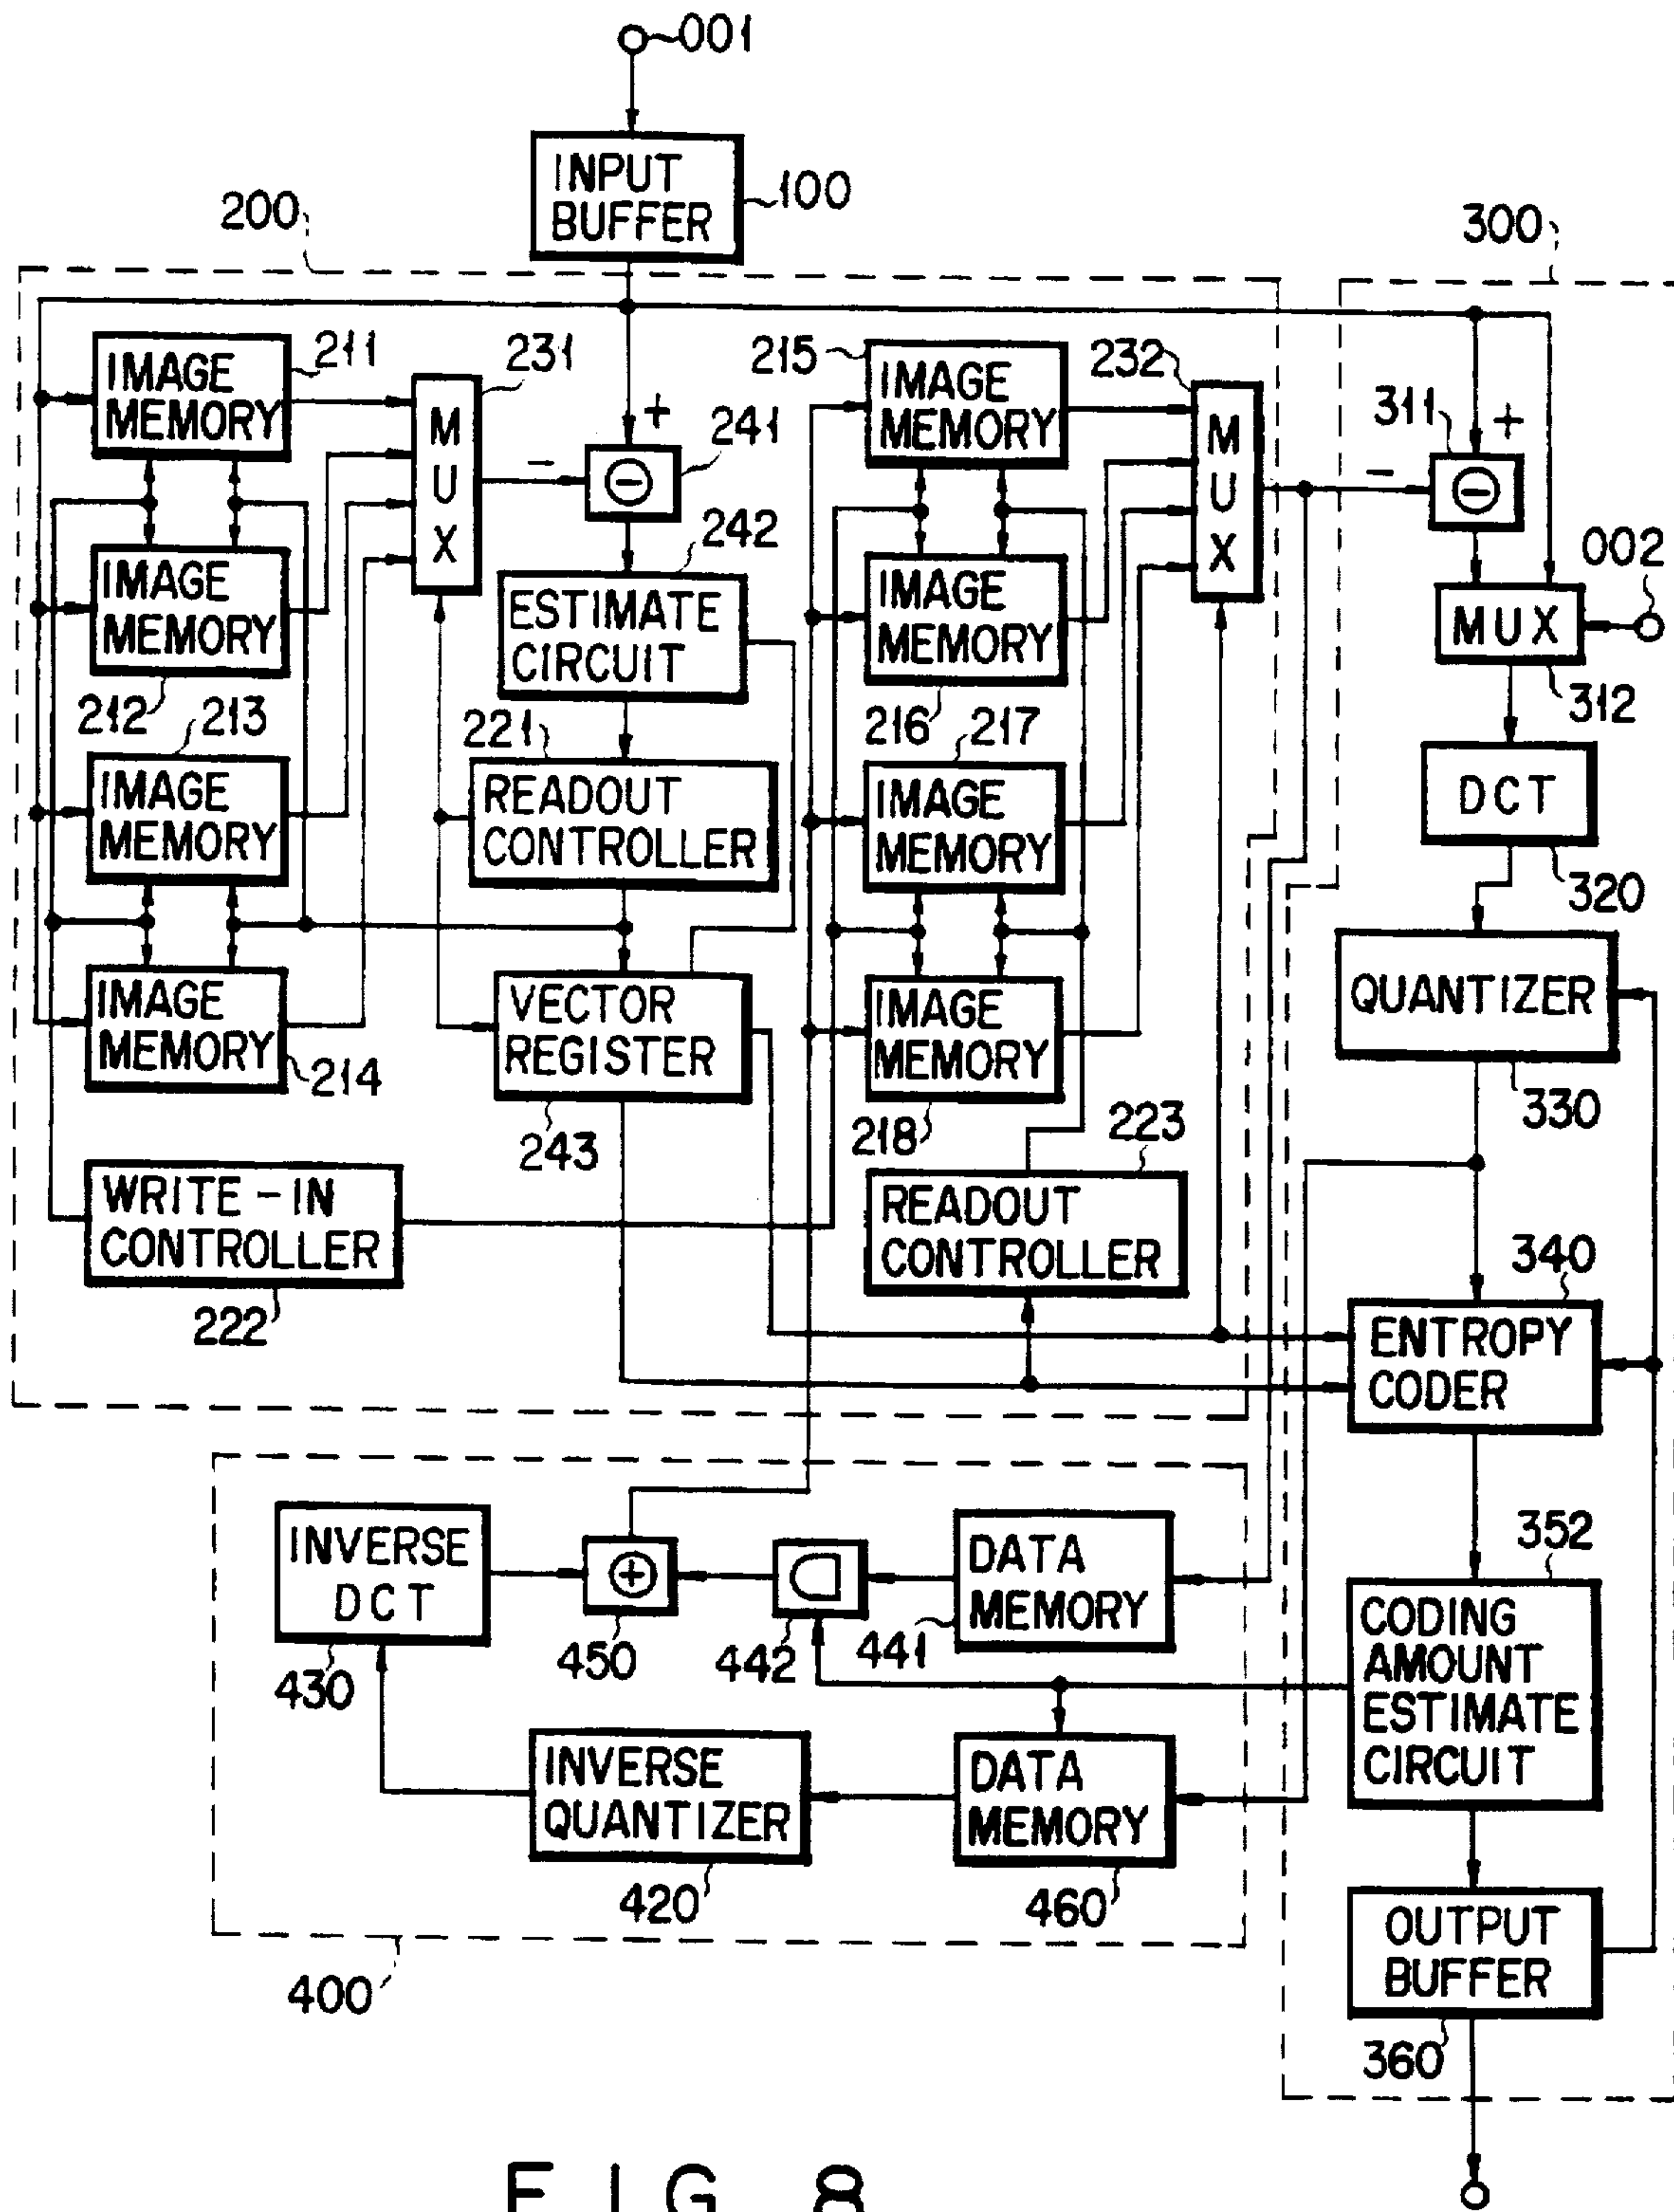 001
INPUT
BUFFER
100
200
300
IMAGE
MEMORY
211
231
M
U
X
+
-
⊖
241
215
IMAGE
MEMORY
232
M
U
X
311
+
-
⊖
002
IMAGE
MEMORY
212
242
ESTIMATE
CIRCUIT
IMAGE
MEMORY
216
MUX
312
213
IMAGE
MEMORY
221
READOUT
CONTROLLER
217
IMAGE
MEMORY
DCT
320
IMAGE
MEMORY
214
VECTOR
REGISTER
243
IMAGE
MEMORY
218
QUANTIZER
330
WRITE-IN
CONTROLLER
222
223
READOUT
CONTROLLER
340
ENTROPY
CODER
INVERSE
DCT
430
⊕
450
442
DATA
MEMORY
441
352
CODING
AMOUNT
ESTIMATE
CIRCUIT
INVERSE
QUANTIZER
420
DATA
MEMORY
460
400
OUTPUT
BUFFER
360
FIG. 8